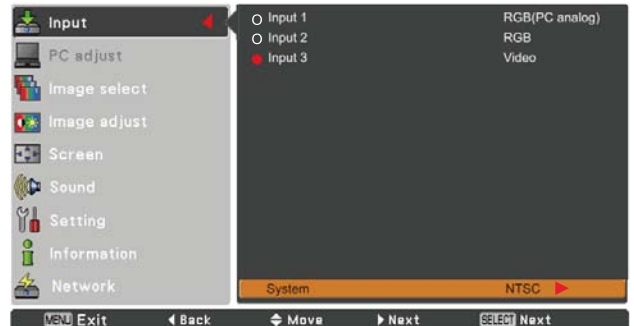 Input
PC adjust
Image select
Image adjust
Screen
Sound
Setting
Information
Network
Input 1 RGB(PC analog)
Input 2 RGB
Input 3 Video
System NTSC
MENU Exit Back Move Next SELECT Next